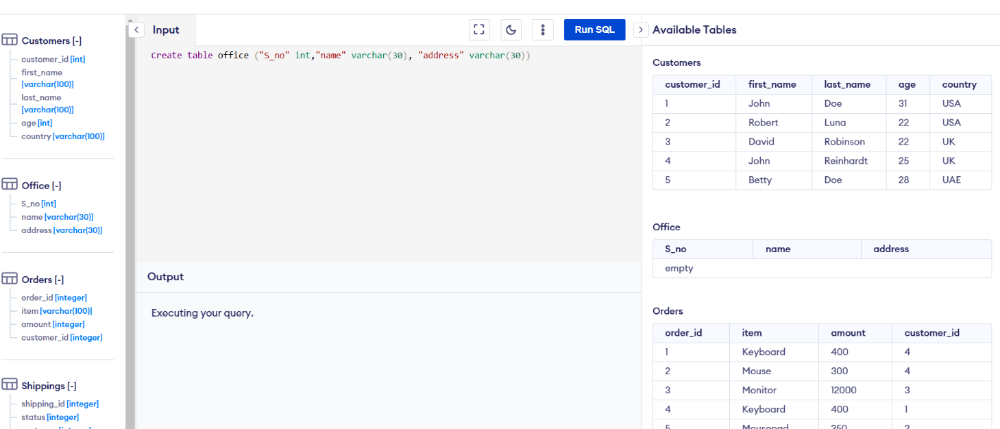 Customers [-]
customer_id [int]
first_name
[varchar(100)]
last_name
[varchar(100)]
age [int]
country [varchar(100)]
Office [-]
S_no [int]
name [varchar(30)]
address [varchar(30)]
Orders [-]
order_id [integer]
item [varchar(100)]
amount [integer]
customer_id [integer]
Shippings [-]
shipping_id [integer]
status [integer]
Input
Run SQL
Create table office ("S_no" int,"name" varchar(30), "address" varchar(30))
Output
Executing your query.
Available Tables
Customers
customer_id first_name last_name age country
1 John Doe 31 USA
2 Robert Luna 22 USA
3 David Robinson 22 UK
4 John Reinhardt 25 UK
5 Betty Doe 28 UAE
Office
S_no name address
empty
Orders
order_id item amount customer_id
1 Keyboard 400 4
2 Mouse 300 4
3 Monitor 12000 3
4 Keyboard 400 1
5 Mousepad 250 2